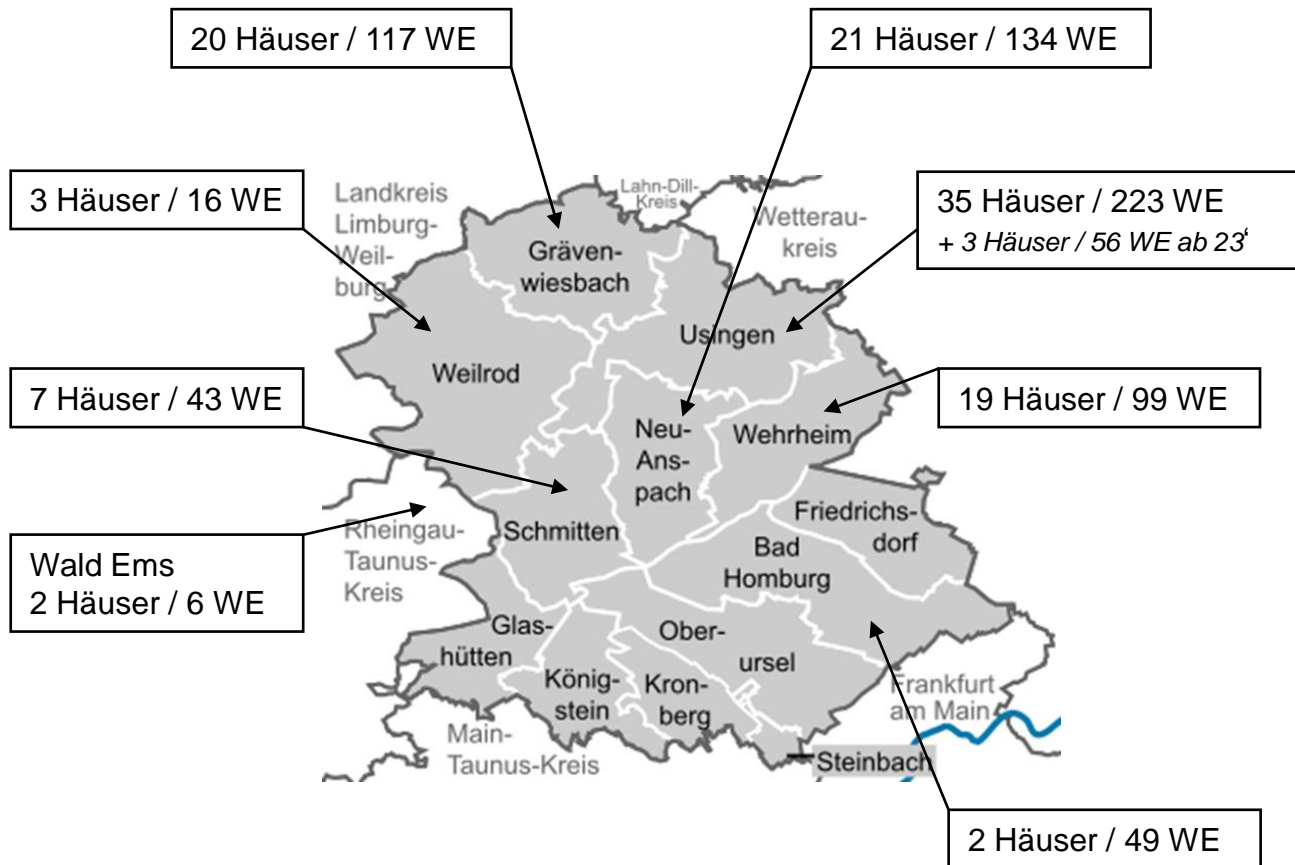 20 Häuser / 117 WE
21 Häuser / 134 WE
3 Häuser / 16 WE
35 Häuser / 223 WE
+ 3 Häuser / 56 WE ab 23‘
Landkreis
Limburg-
Weil-
burg
Lahn-Dill-
Kreis
Wetterau-
kreis
Gräven-
wiesbach
Usingen
Weilrod
7 Häuser / 43 WE
19 Häuser / 99 WE
Neu-
Ans-
pach
Wehrheim
Schmitten
Friedrichs-
dorf
Rheingau-
Taunus-
Kreis
Bad
Homburg
Wald Ems
2 Häuser / 6 WE
Glas-
hütten
Ober-
ursel
König-
stein
Kron-
berg
Frankfurt
am Main
Main-
Taunus-Kreis
Steinbach
2 Häuser / 49 WE